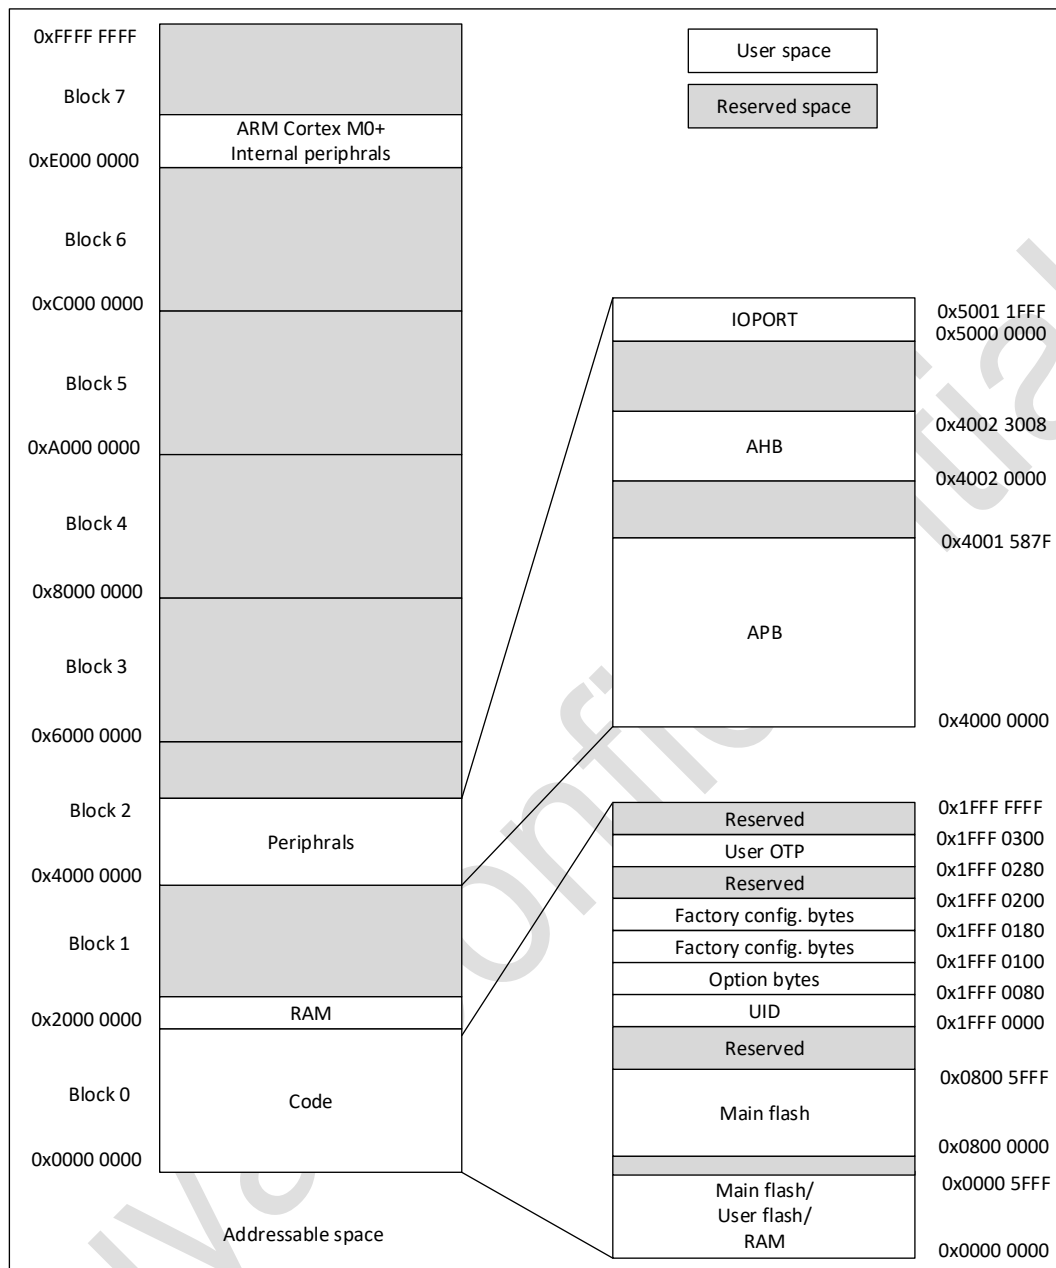 0xFFFF FFFF
Block 7
ARM Cortex M0+
Internal periphrals
0xE000 0000
Block 6
0xC000 0000
Block 5
0xA000 0000
Block 4
0x8000 0000
Block 3
0x6000 0000
Block 2
Periphrals
0x4000 0000
Block 1
RAM
0x2000 0000
Block 0
Code
0x0000 0000
Addressable space
User space
Reserved space
IOPORT
0x5001 1FFF
0x5000 0000
0x4002 3008
AHB
0x4002 0000
0x4001 587F
APB
0x4000 0000
0x1FFF FFFF
Reserved
0x1FFF 0300
User OTP
0x1FFF 0280
Reserved
0x1FFF 0200
Factory config. bytes
0x1FFF 0180
Factory config. bytes
0x1FFF 0100
Option bytes
0x1FFF 0080
UID
0x1FFF 0000
Reserved
0x0800 5FFF
Main flash
0x0800 0000
0x0000 5FFF
Main flash/
User flash/
RAM
0x0000 0000